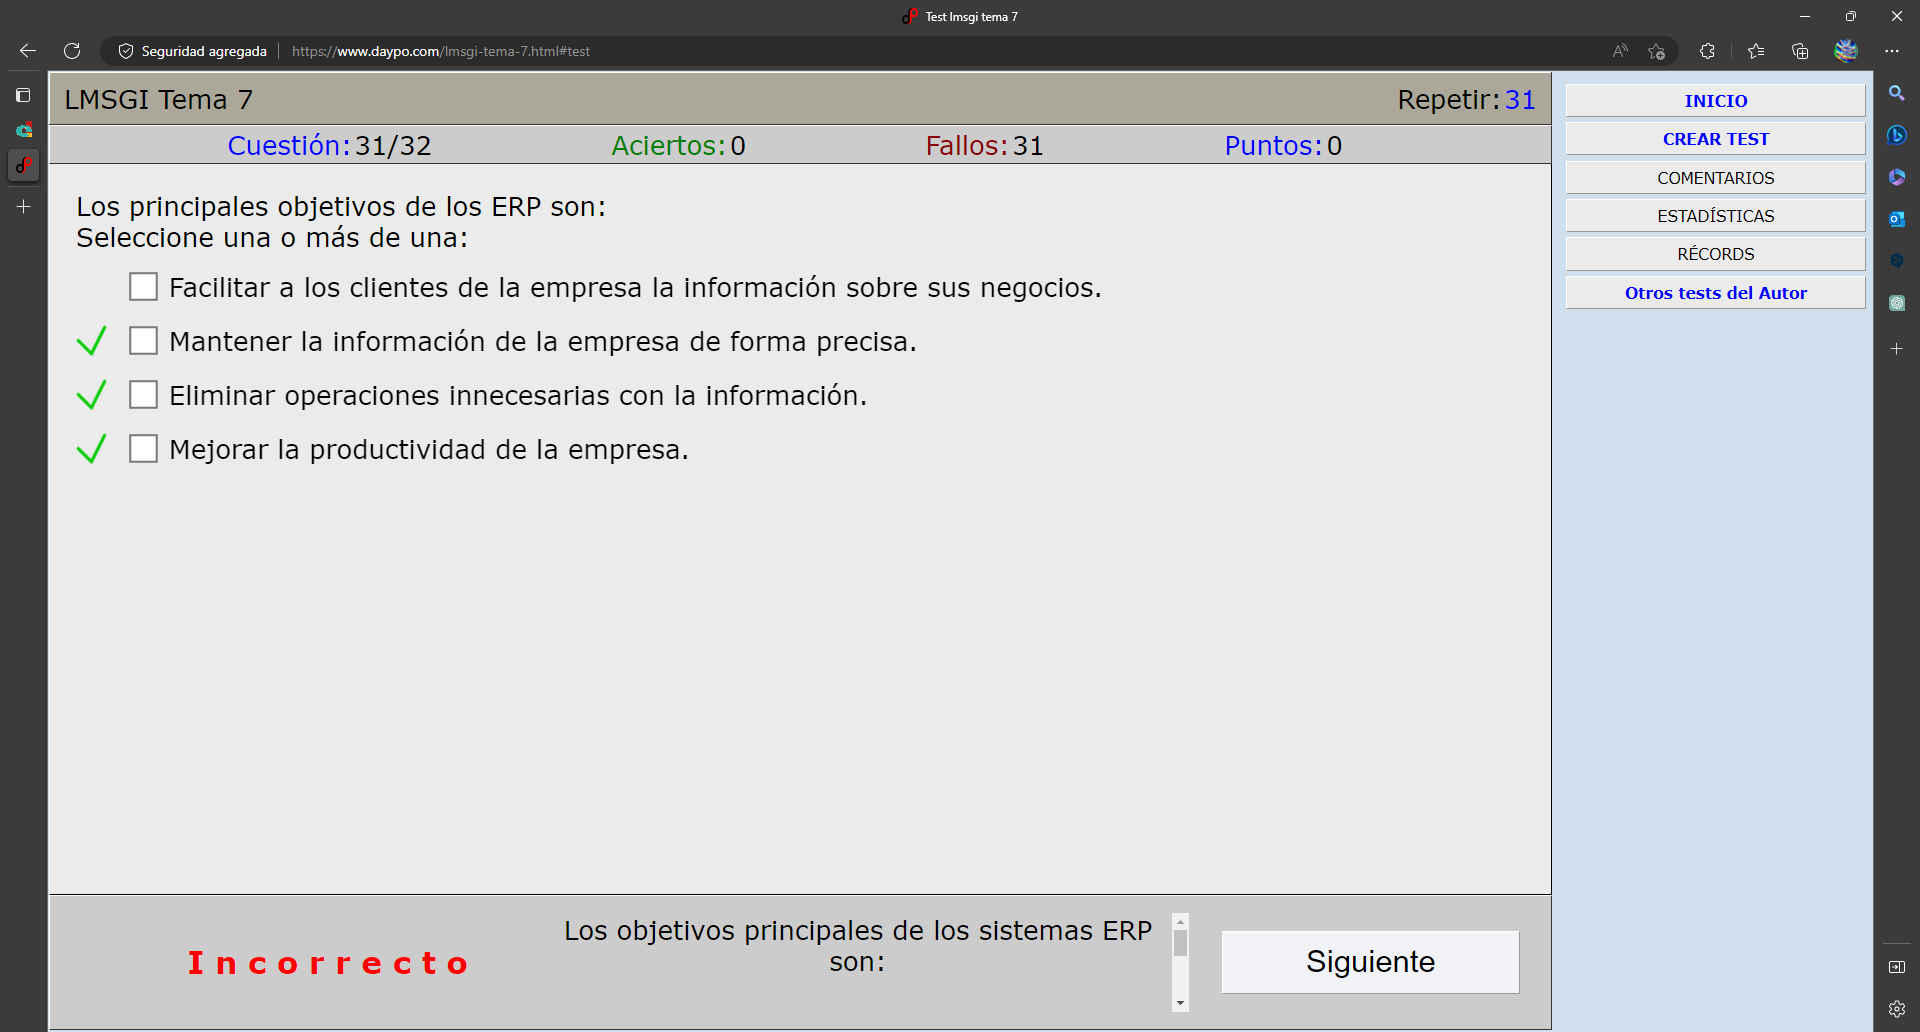 Test lmsgi tema 7
Seguridad agregada
https://www.daypo.com/lmsgi-tema-7.html#test
LMSGI Tema 7
Repetir: 31
Cuestión: 31/32
Aciertos: 0
Fallos: 31
Puntos: 0
Los principales objetivos de los ERP son:
Seleccione una o más de una:
Facilitar a los clientes de la empresa la información sobre sus negocios.
Mantener la información de la empresa de forma precisa.
Eliminar operaciones innecesarias con la información.
Mejorar la productividad de la empresa.
Incorrecto
Los objetivos principales de los sistemas ERP
son:
Siguiente
INICIO
CREAR TEST
COMENTARIOS
ESTADÍSTICAS
RÉCORDS
Otros tests del Autor